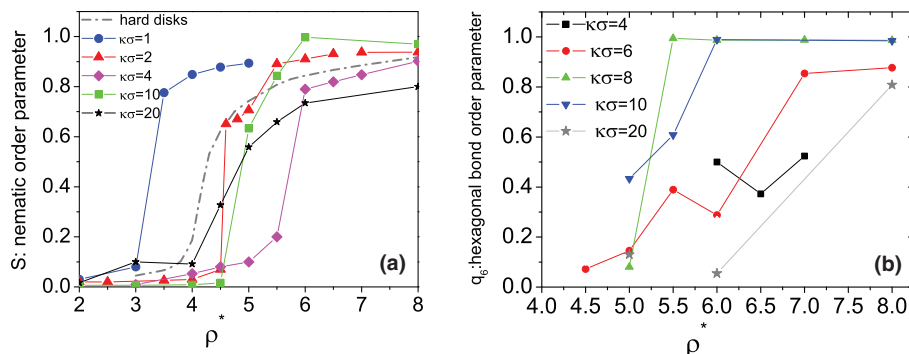 S: nematic order parameter
1.0
0.8
0.6
0.4
0.2
0.0
hard disks
κσ=1
κσ=2
κσ=4
κσ=10
κσ=20
(a)
2
3
4
5
6
7
8
ρ*
q6:hexagonal bond order parameter
1.0
0.8
0.6
0.4
0.2
0.0
κσ=4
κσ=6
κσ=8
κσ=10
κσ=20
(b)
4.0
4.5
5.0
5.5
6.0
6.5
7.0
7.5
8.0
ρ*